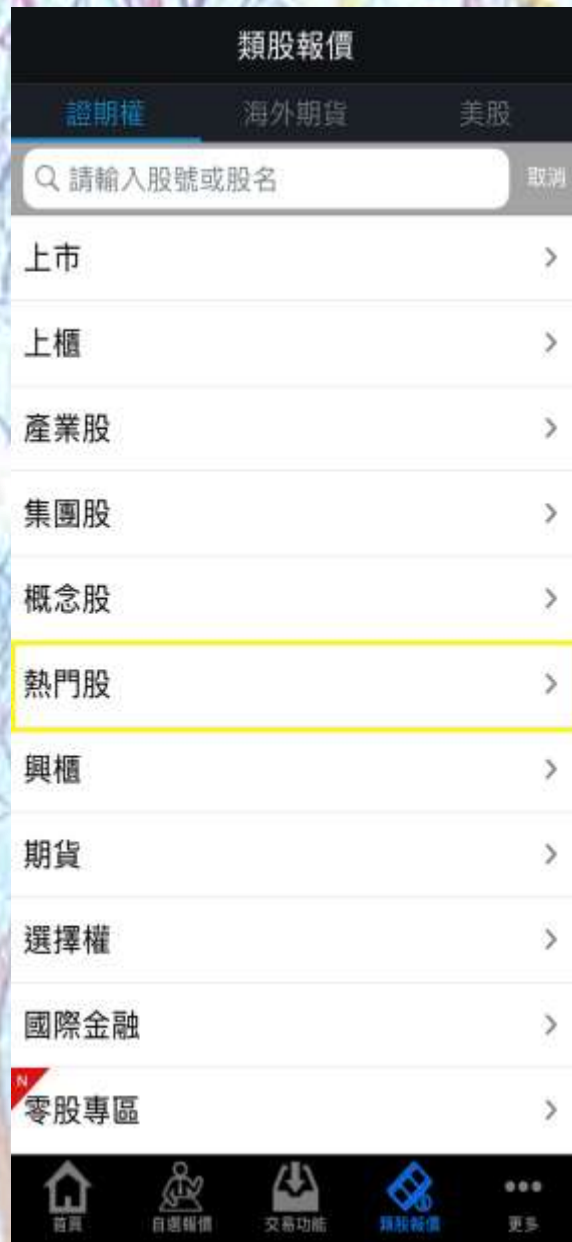 類股報價
證期權 海外期貨 美股
請輸入股號或股名 取消
上市
上櫃
產業股
集團股
概念股
熱門股
興櫃
期貨
選擇權
國際金融
N
零股專區
首頁 自選報價 交易功能 類股報價 更多